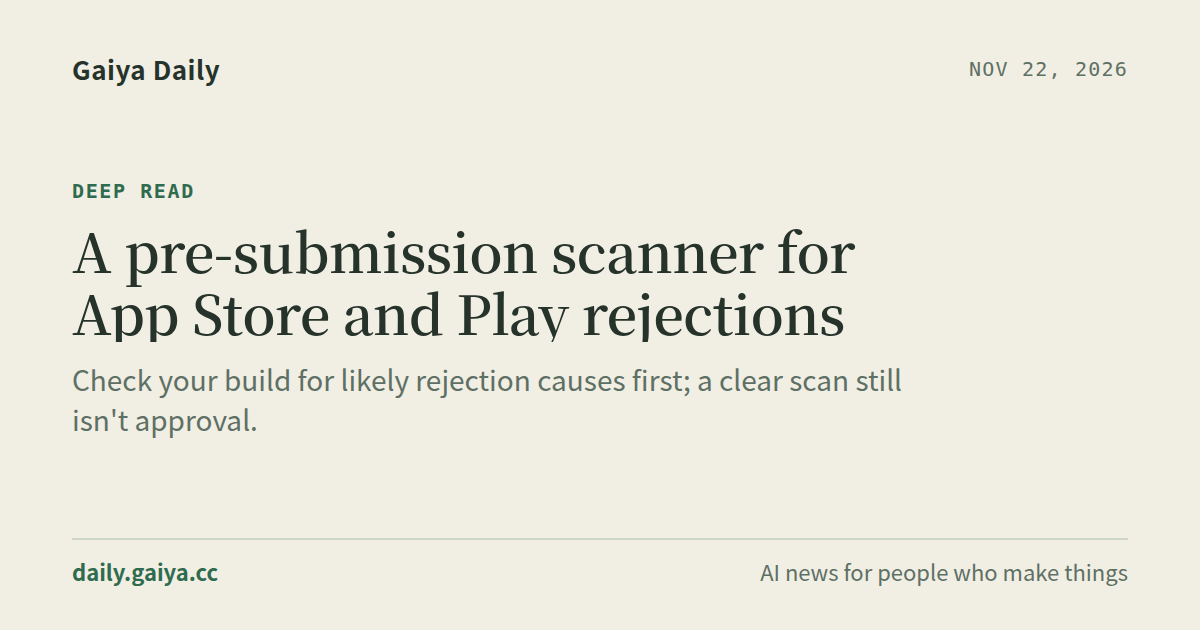 Gaiya Daily
NOV 22, 2026
DEEP READ
A pre-submission scanner for
App Store and Play rejections
Check your build for likely rejection causes first; a clear scan still
isn't approval.
daily.gaiya.cc
AI news for people who make things